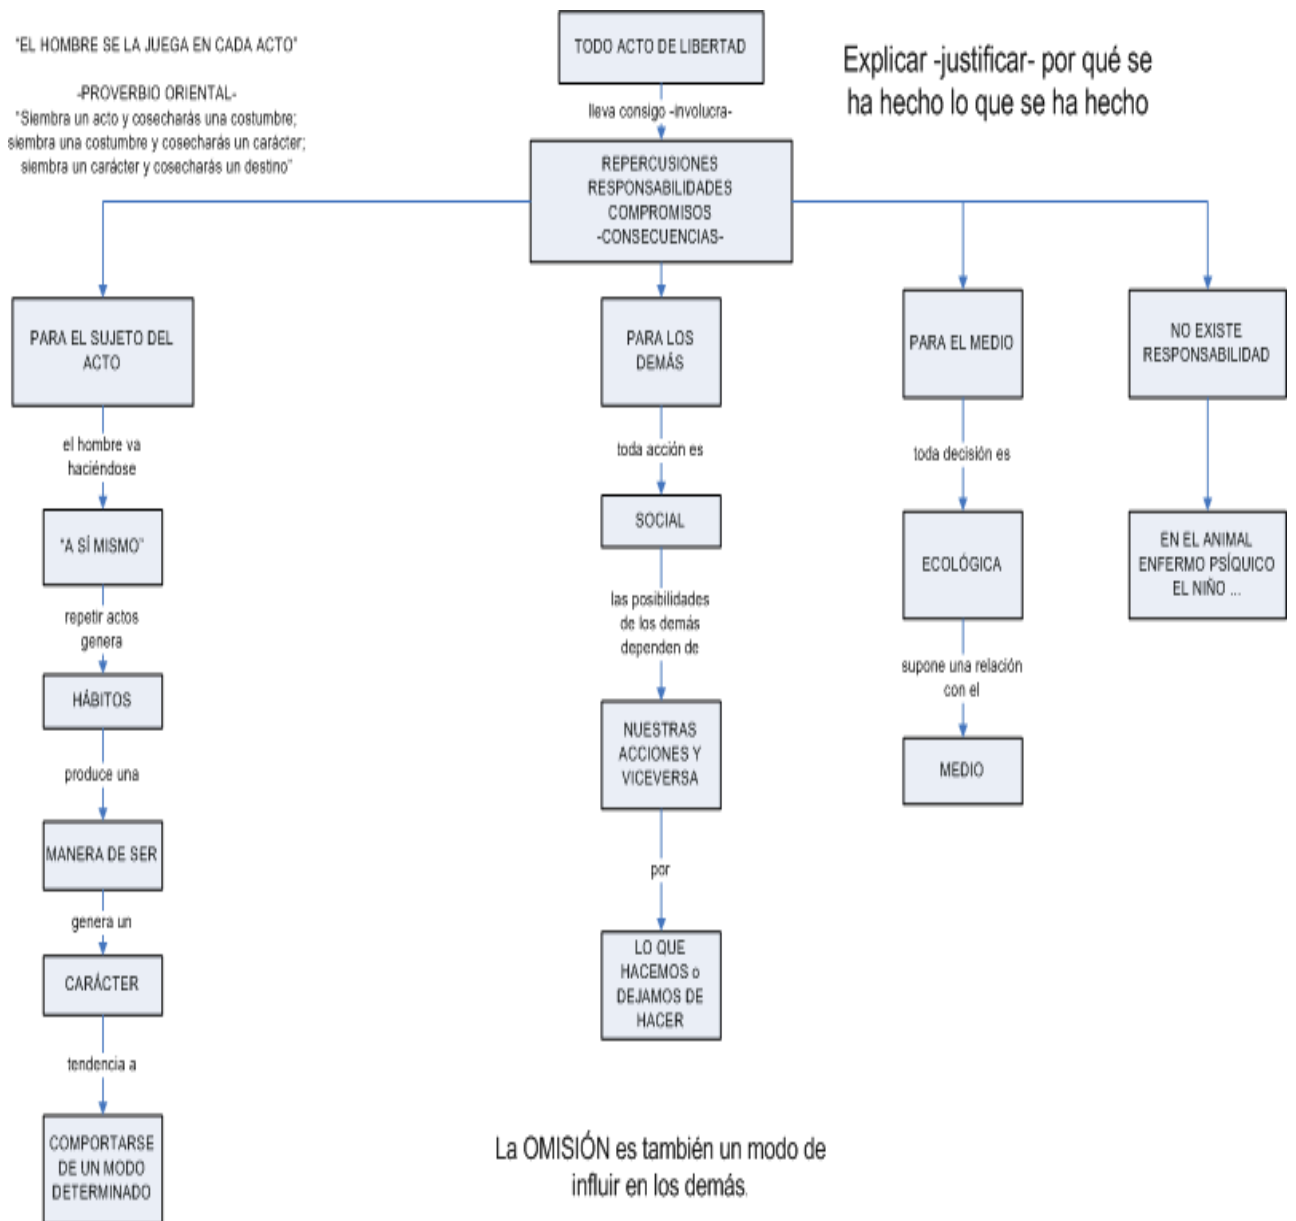 "EL HOMBRE SE LA JUEGA EN CADA ACTO"
-PROVERBIO ORIENTAL-
"Siembra un acto y cosecharás una costumbre;
siembra una costumbre y cosecharás un carácter;
siembra un carácter y cosecharás un destino"
TODO ACTO DE LIBERTAD
Explicar -justificar- por qué se
ha hecho lo que se ha hecho
lleva consigo -involucra-
REPERCUSIONES
RESPONSABILIDADES
COMPROMISOS
-CONSECUENCIAS-
PARA EL SUJETO DEL
ACTO
el hombre va
haciéndose
"A SÍ MISMO"
repetir actos
genera
HÁBITOS
produce una
MANERA DE SER
genera un
CARÁCTER
tendencia a
COMPORTARSE
DE UN MODO
DETERMINADO
PARA LOS
DEMÁS
toda acción es
SOCIAL
las posibilidades
de los demás
dependen de
NUESTRAS
ACCIONES Y
VICEVERSA
por
LO QUE
HACEMOS o
DEJAMOS DE
HACER
PARA EL MEDIO
toda decisión es
ECOLÓGICA
supone una relación
con el
MEDIO
NO EXISTE
RESPONSABILIDAD
EN EL ANIMAL
ENFERMO PSÍQUICO
EL NIÑO ...
La OMISIÓN es también un modo de
influir en los demás.